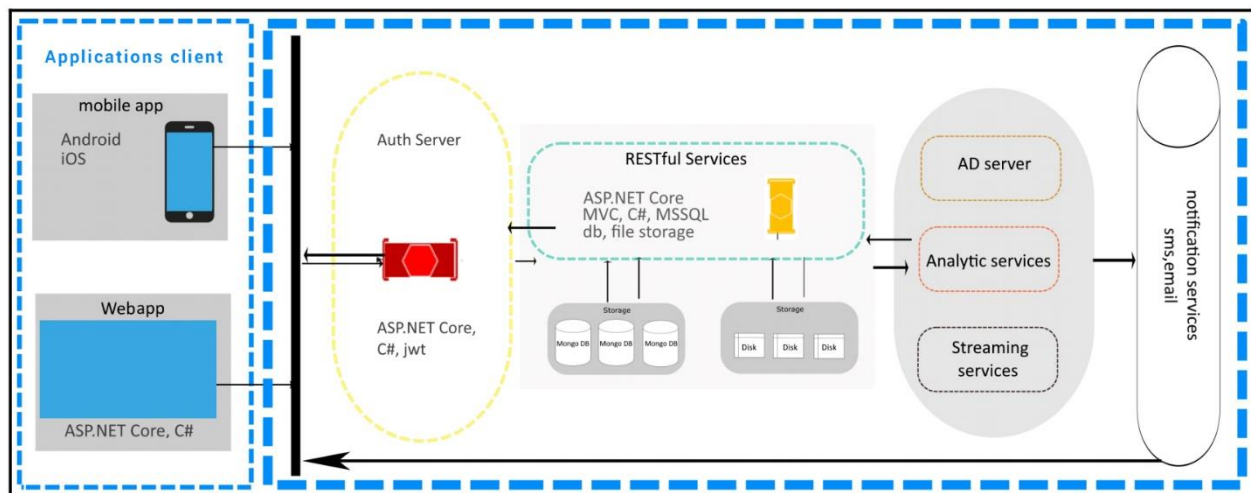 Applications client
mobile app
Android
iOS
Webapp
ASP.NET Core, C#
Auth Server
ASP.NET Core,
C#, jwt
RESTful Services
ASP.NET Core
MVC, C#, MSSQL
db, file storage
Storage
Mongo DB
Mongo DB
Mongo DB
Storage
Disk
Disk
Disk
AD server
Analytic services
Streaming
services
notification services
sms,email